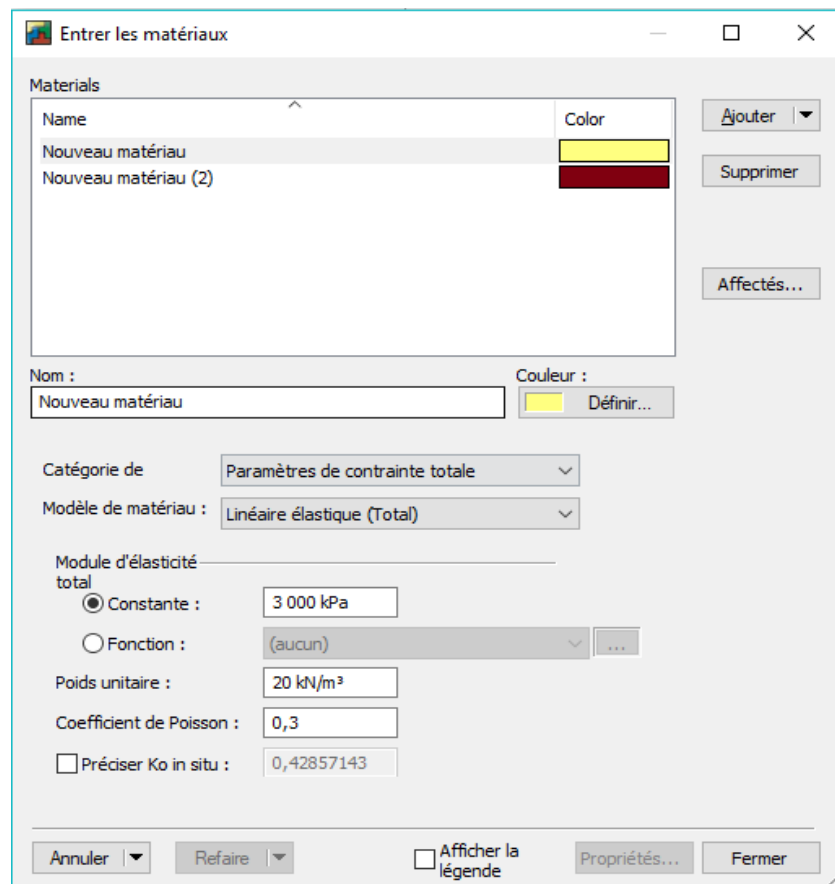 Entrer les matériaux
Materials
Name Color
Ajouter
Nouveau matériau
Nouveau matériau (2)
Supprimer
Affectés...
Nom : Couleur :
Nouveau matériau Définir...
Catégorie de Paramètres de contrainte totale
Modèle de matériau : Linéaire élastique (Total)
Module d'élasticité
total
Constante : 3 000 kPa
Fonction : (aucun) ...
Poids unitaire : 20 kN/m³
Coefficient de Poisson : 0,3
Préciser Ko in situ : 0,42857143
Annuler Refaire Afficher la
légende Propriétés... Fermer